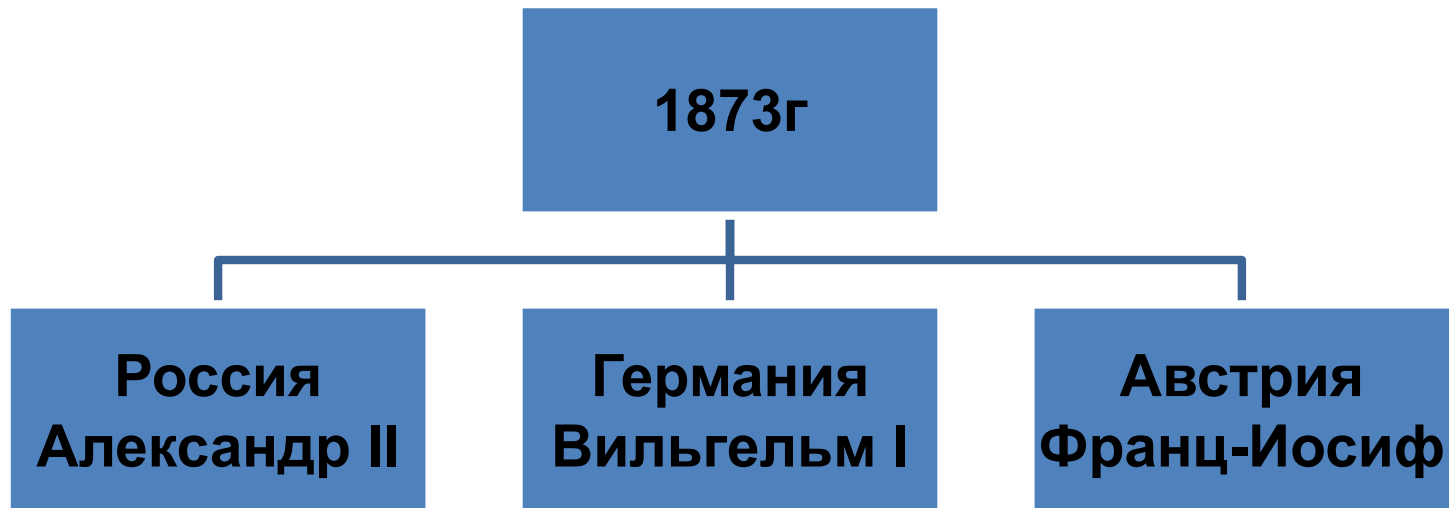 1873г
Россия
Александр II
Германия
Вильгельм I
Австрия
Франц-Иосиф